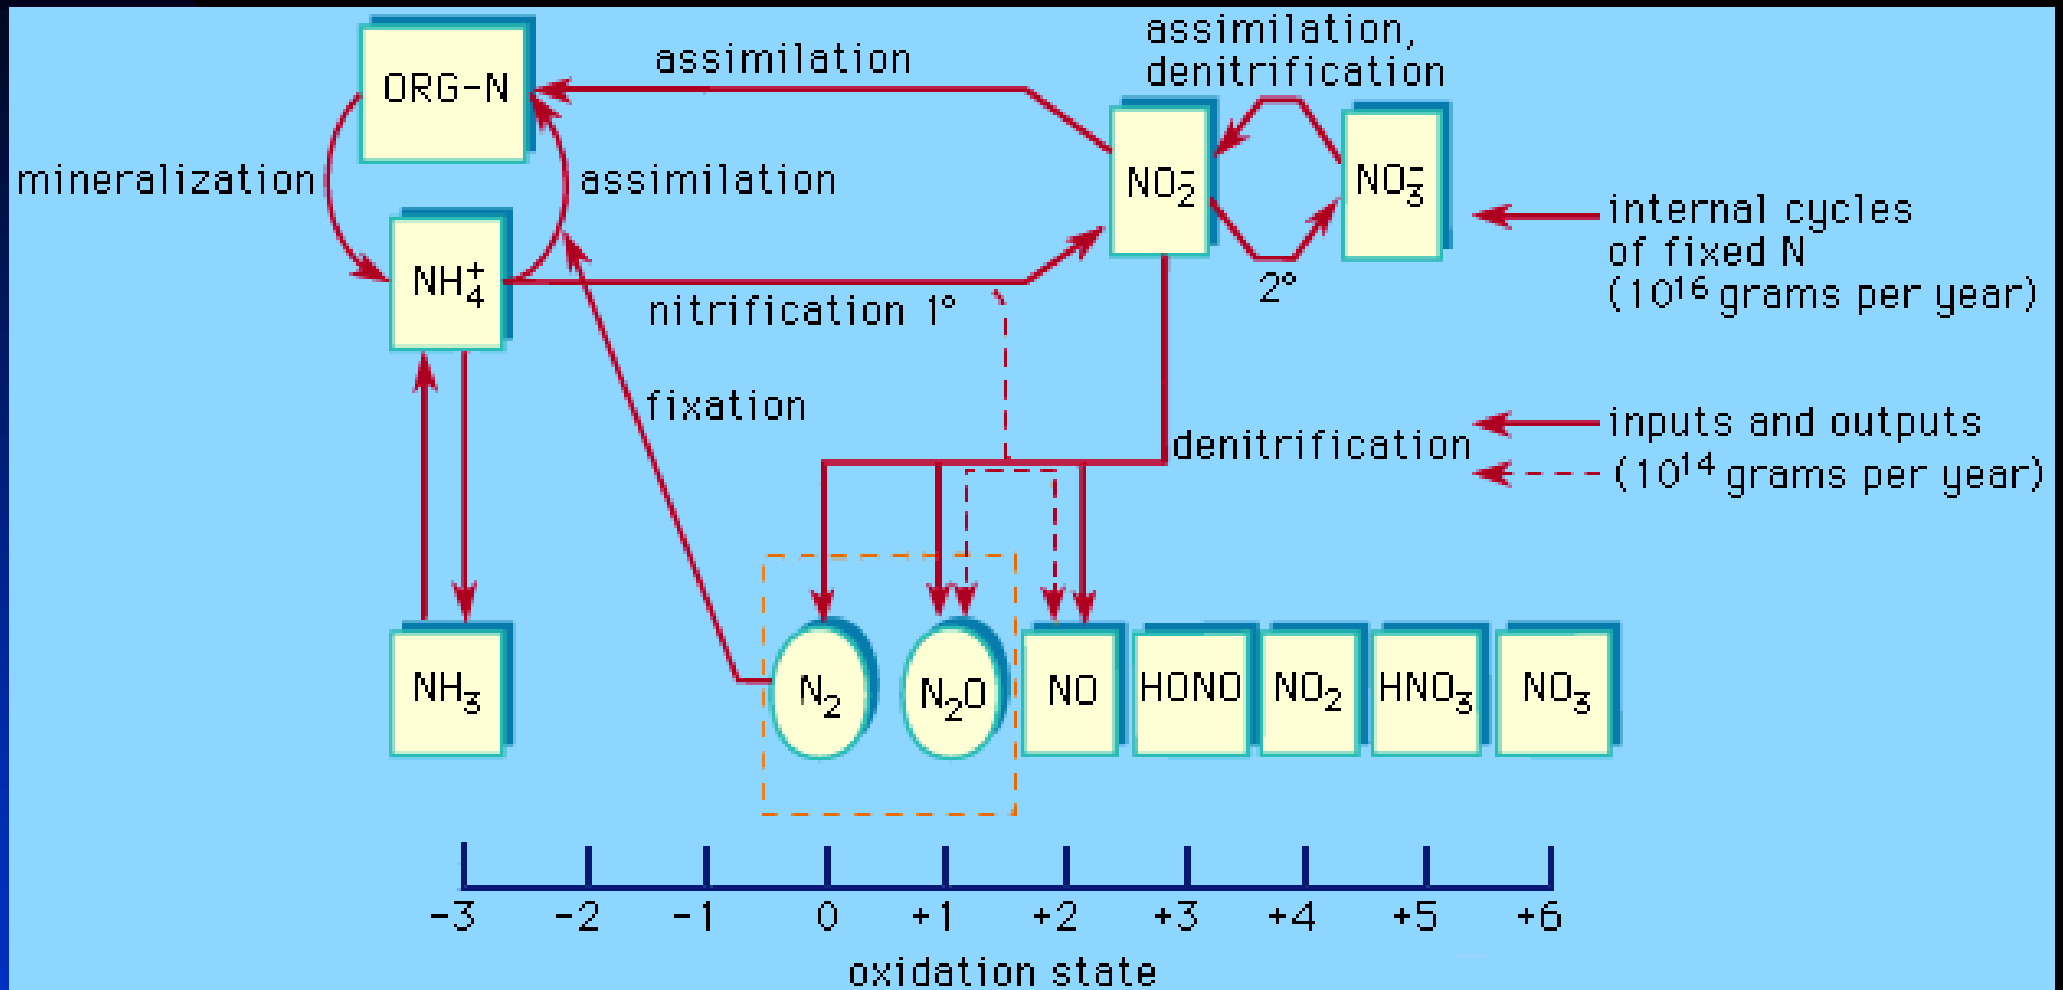 assimilation,
denitrification
assimilation
ORG-N
mineralization
assimilation
NO₂⁻
NO₃⁻
internal cycles
of fixed N
(10¹⁶ grams per year)
NH₄⁺
2°
nitrification 1°
fixation
inputs and outputs
denitrification
(10¹⁴ grams per year)
NH₃
N₂
N₂O
NO
HONO
NO₂
HNO₃
NO₃
-3 -2 -1 0 +1 +2 +3 +4 +5 +6
oxidation state